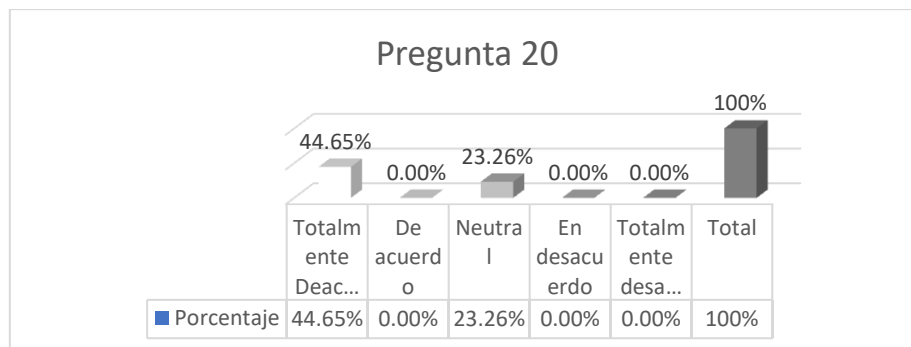 Pregunta 20
100%
44.65%
23.26%
0.00%
0.00%
0.00%
Totalm
ente
Deac...
De
acuerd
o
Neutra
l
En
desacu
erdo
Totalm
ente
desa...
Total
Porcentaje 44.65% 0.00% 23.26% 0.00% 0.00% 100%